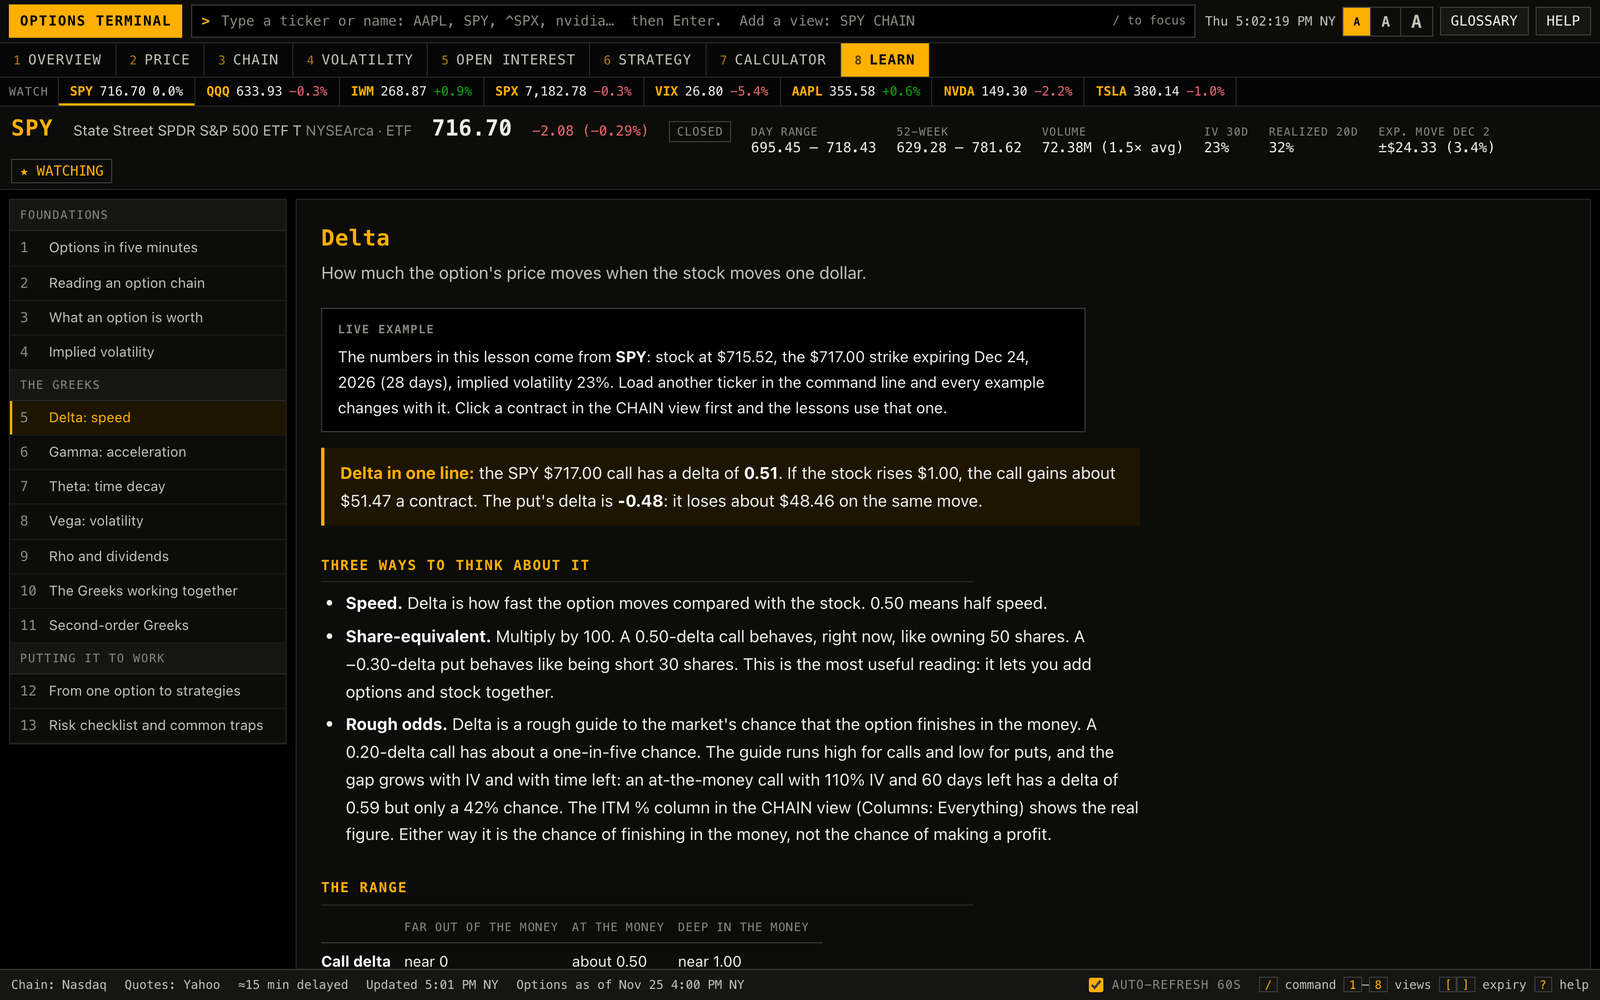 OPTIONS TERMINAL
> Type a ticker or name: AAPL, SPY, ^SPX, nvidia… then Enter. Add a view: SPY CHAIN
/ to focus
Thu 5:02:19 PM NY
A A A
GLOSSARY
HELP
1 OVERVIEW 2 PRICE 3 CHAIN 4 VOLATILITY 5 OPEN INTEREST 6 STRATEGY 7 CALCULATOR 8 LEARN
WATCH SPY 716.70 0.0% QQQ 633.93 −0.3% IWM 268.87 +0.9% SPX 7,182.78 −0.3% VIX 26.80 −5.4% AAPL 355.58 +0.6% NVDA 149.30 −2.2% TSLA 380.14 −1.0%
SPY State Street SPDR S&P 500 ETF T NYSEArca · ETF 716.70 −2.08 (−0.29%) CLOSED
DAY RANGE 52-WEEK VOLUME IV 30D REALIZED 20D EXP. MOVE DEC 2
695.45 – 718.43 629.28 – 781.62 72.38M (1.5× avg) 23% 32% ±$24.33 (3.4%)
★ WATCHING
FOUNDATIONS
1 Options in five minutes
2 Reading an option chain
3 What an option is worth
4 Implied volatility
THE GREEKS
5 Delta: speed
6 Gamma: acceleration
7 Theta: time decay
8 Vega: volatility
9 Rho and dividends
10 The Greeks working together
11 Second-order Greeks
PUTTING IT TO WORK
12 From one option to strategies
13 Risk checklist and common traps
Delta
How much the option's price moves when the stock moves one dollar.
LIVE EXAMPLE
The numbers in this lesson come from SPY: stock at $715.52, the $717.00 strike expiring Dec 24,
2026 (28 days), implied volatility 23%. Load another ticker in the command line and every example
changes with it. Click a contract in the CHAIN view first and the lessons use that one.
Delta in one line: the SPY $717.00 call has a delta of 0.51. If the stock rises $1.00, the call gains about
$51.47 a contract. The put's delta is -0.48: it loses about $48.46 on the same move.
THREE WAYS TO THINK ABOUT IT
• Speed. Delta is how fast the option moves compared with the stock. 0.50 means half speed.
• Share-equivalent. Multiply by 100. A 0.50-delta call behaves, right now, like owning 50 shares. A
−0.30-delta put behaves like being short 30 shares. This is the most useful reading: it lets you add
options and stock together.
• Rough odds. Delta is a rough guide to the market's chance that the option finishes in the money. A
0.20-delta call has about a one-in-five chance. The guide runs high for calls and low for puts, and the
gap grows with IV and with time left: an at-the-money call with 110% IV and 60 days left has a delta of
0.59 but only a 42% chance. The ITM % column in the CHAIN view (Columns: Everything) shows the real
figure. Either way it is the chance of finishing in the money, not the chance of making a profit.
THE RANGE
FAR OUT OF THE MONEY AT THE MONEY DEEP IN THE MONEY
Call delta near 0 about 0.50 near 1.00
Chain: Nasdaq Quotes: Yahoo ≈15 min delayed Updated 5:01 PM NY Options as of Nov 25 4:00 PM NY
AUTO-REFRESH 60S / command 1–8 views [ ] expiry ? help